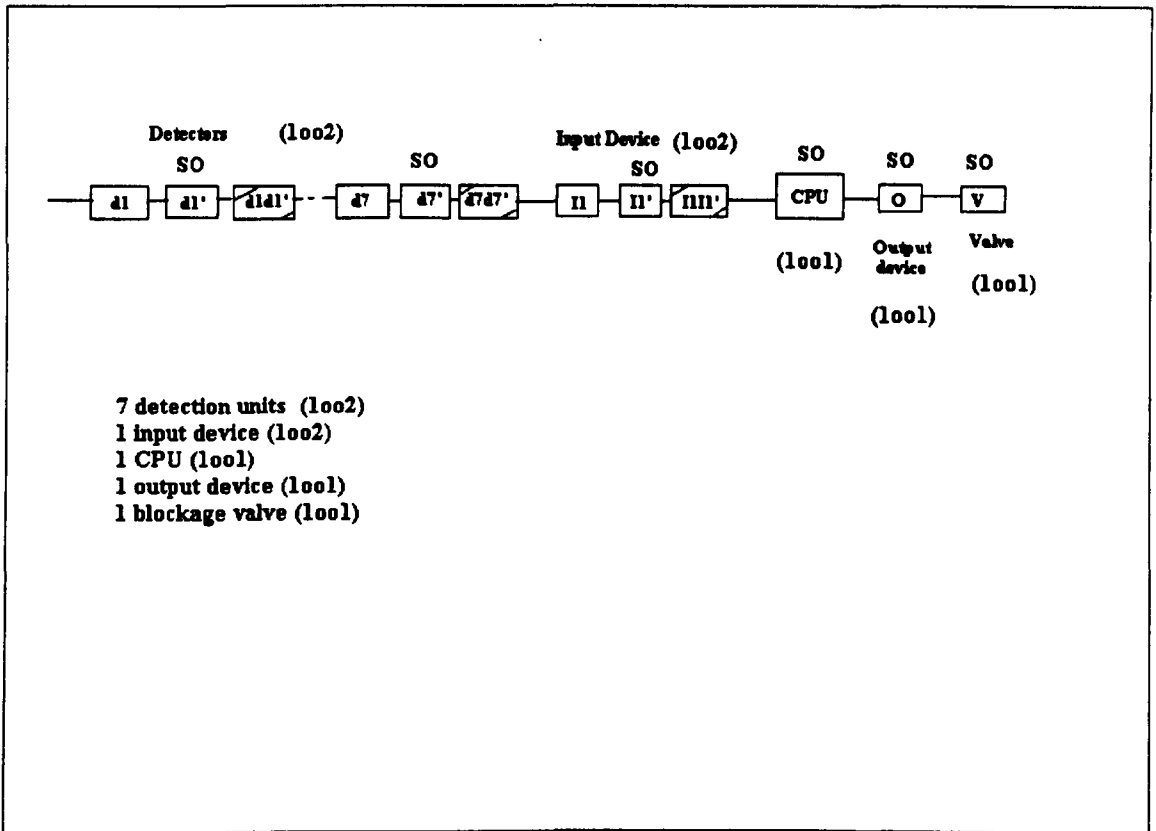 Detectors (1oo2)
SO
SO
Input Device (1oo2)
SO
SO
SO
SO
d1 d1' d1d1' d7 d7' d7d7' I1 I1' I1I1' CPU O V
(1oo1)
Output
device
(1oo1)
Valve
(1oo1)
7 detection units (1oo2)
1 input device (1oo2)
1 CPU (1oo1)
1 output device (1oo1)
1 blockage valve (1oo1)